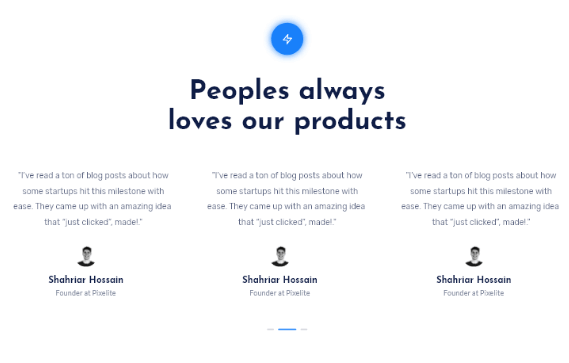 Peoples always
loves our products
"I've read a ton of blog posts about how
some startups hit this milestone with
ease. They came up with an amazing idea
that "just clicked", made!."
Shahriar Hossain
Founder at Pixelite
"I've read a ton of blog posts about how
some startups hit this milestone with
ease. They came up with an amazing idea
that "just clicked", made!."
Shahriar Hossain
Founder at Pixelite
"I've read a ton of blog posts about how
some startups hit this milestone with
ease. They came up with an amazing idea
that "just clicked", made!."
Shahriar Hossain
Founder at Pixelite